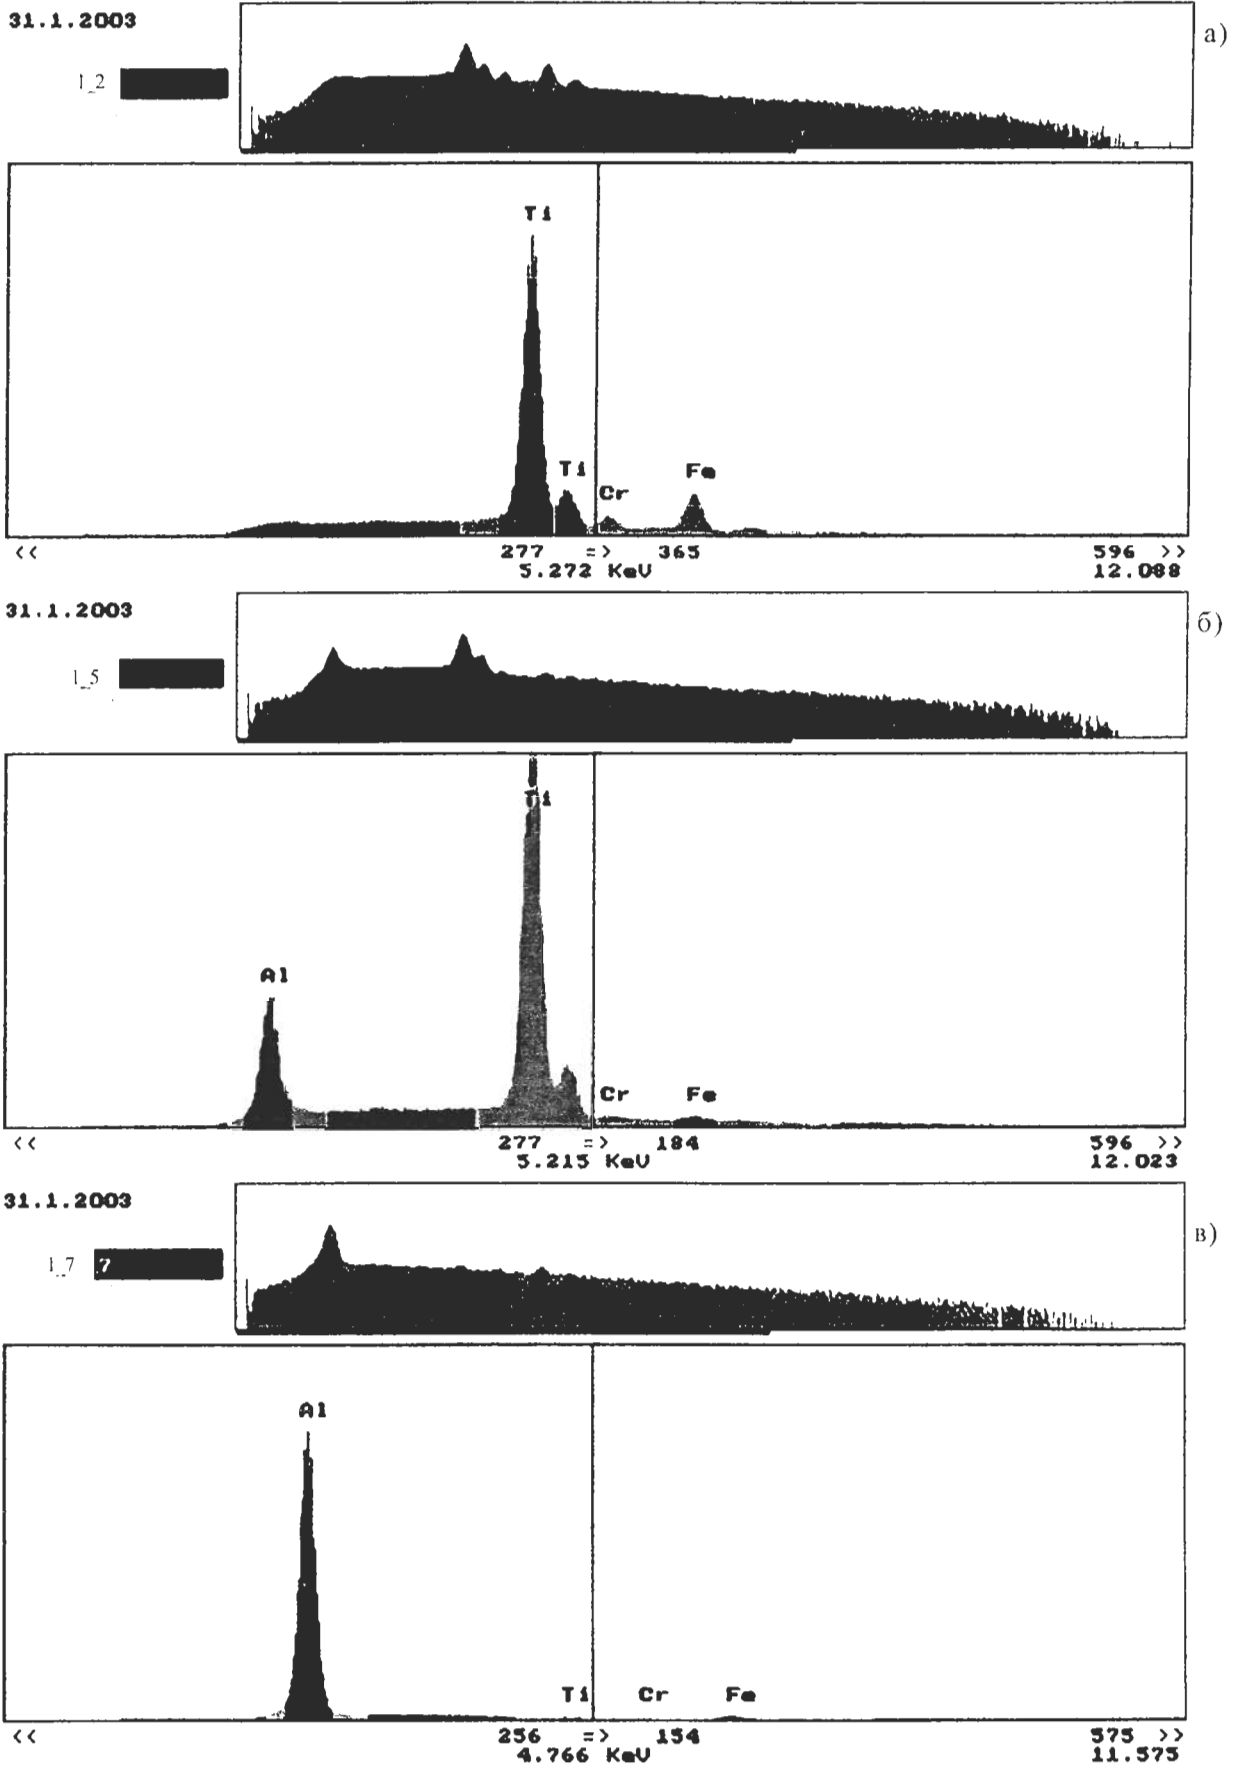 31.1.2003
а)
1_2
Ti
Ti
Cr
Fe
<< 277 => 365 596 >>
5.272 KeV 12.088
31.1.2003
б)
1_5
Ti
Al
Cr
Fe
<< 277 => 184 596 >>
5.215 KeV 12.023
31.1.2003
в)
1_7 7
Al
Ti Cr Fe
<< 256 => 154 575 >>
4.766 KeV 11.575